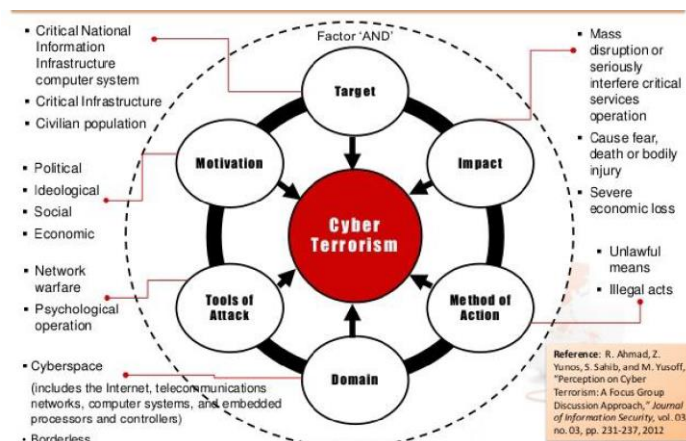 Factor 'AND'
▪ Critical National
Information
Infrastructure
computer system
▪ Critical Infrastructure
▪ Civilian population
▪ Political
▪ Ideological
▪ Social
▪ Economic
▪ Network
warfare
▪ Psychological
operation
▪ Cyberspace
(includes the Internet, telecommunications
networks, computer systems, and embedded
processors and controllers)
▪ Borderless
Target
Motivation
Impact
Cyber
Terrorism
Tools of
Attack
Method of
Action
Domain
▪ Mass
disruption or
seriously
interfere critical
services
operation
▪ Cause fear,
death or bodily
injury
▪ Severe
economic loss
▪ Unlawful
means
▪ Illegal acts
Reference: R. Ahmad, Z.
Yunos, S. Sahib, and M. Yusoff,
"Perception on Cyber
Terrorism: A Focus Group
Discussion Approach," Journal
of Information Security, vol. 03,
no. 03, pp. 231-237, 2012